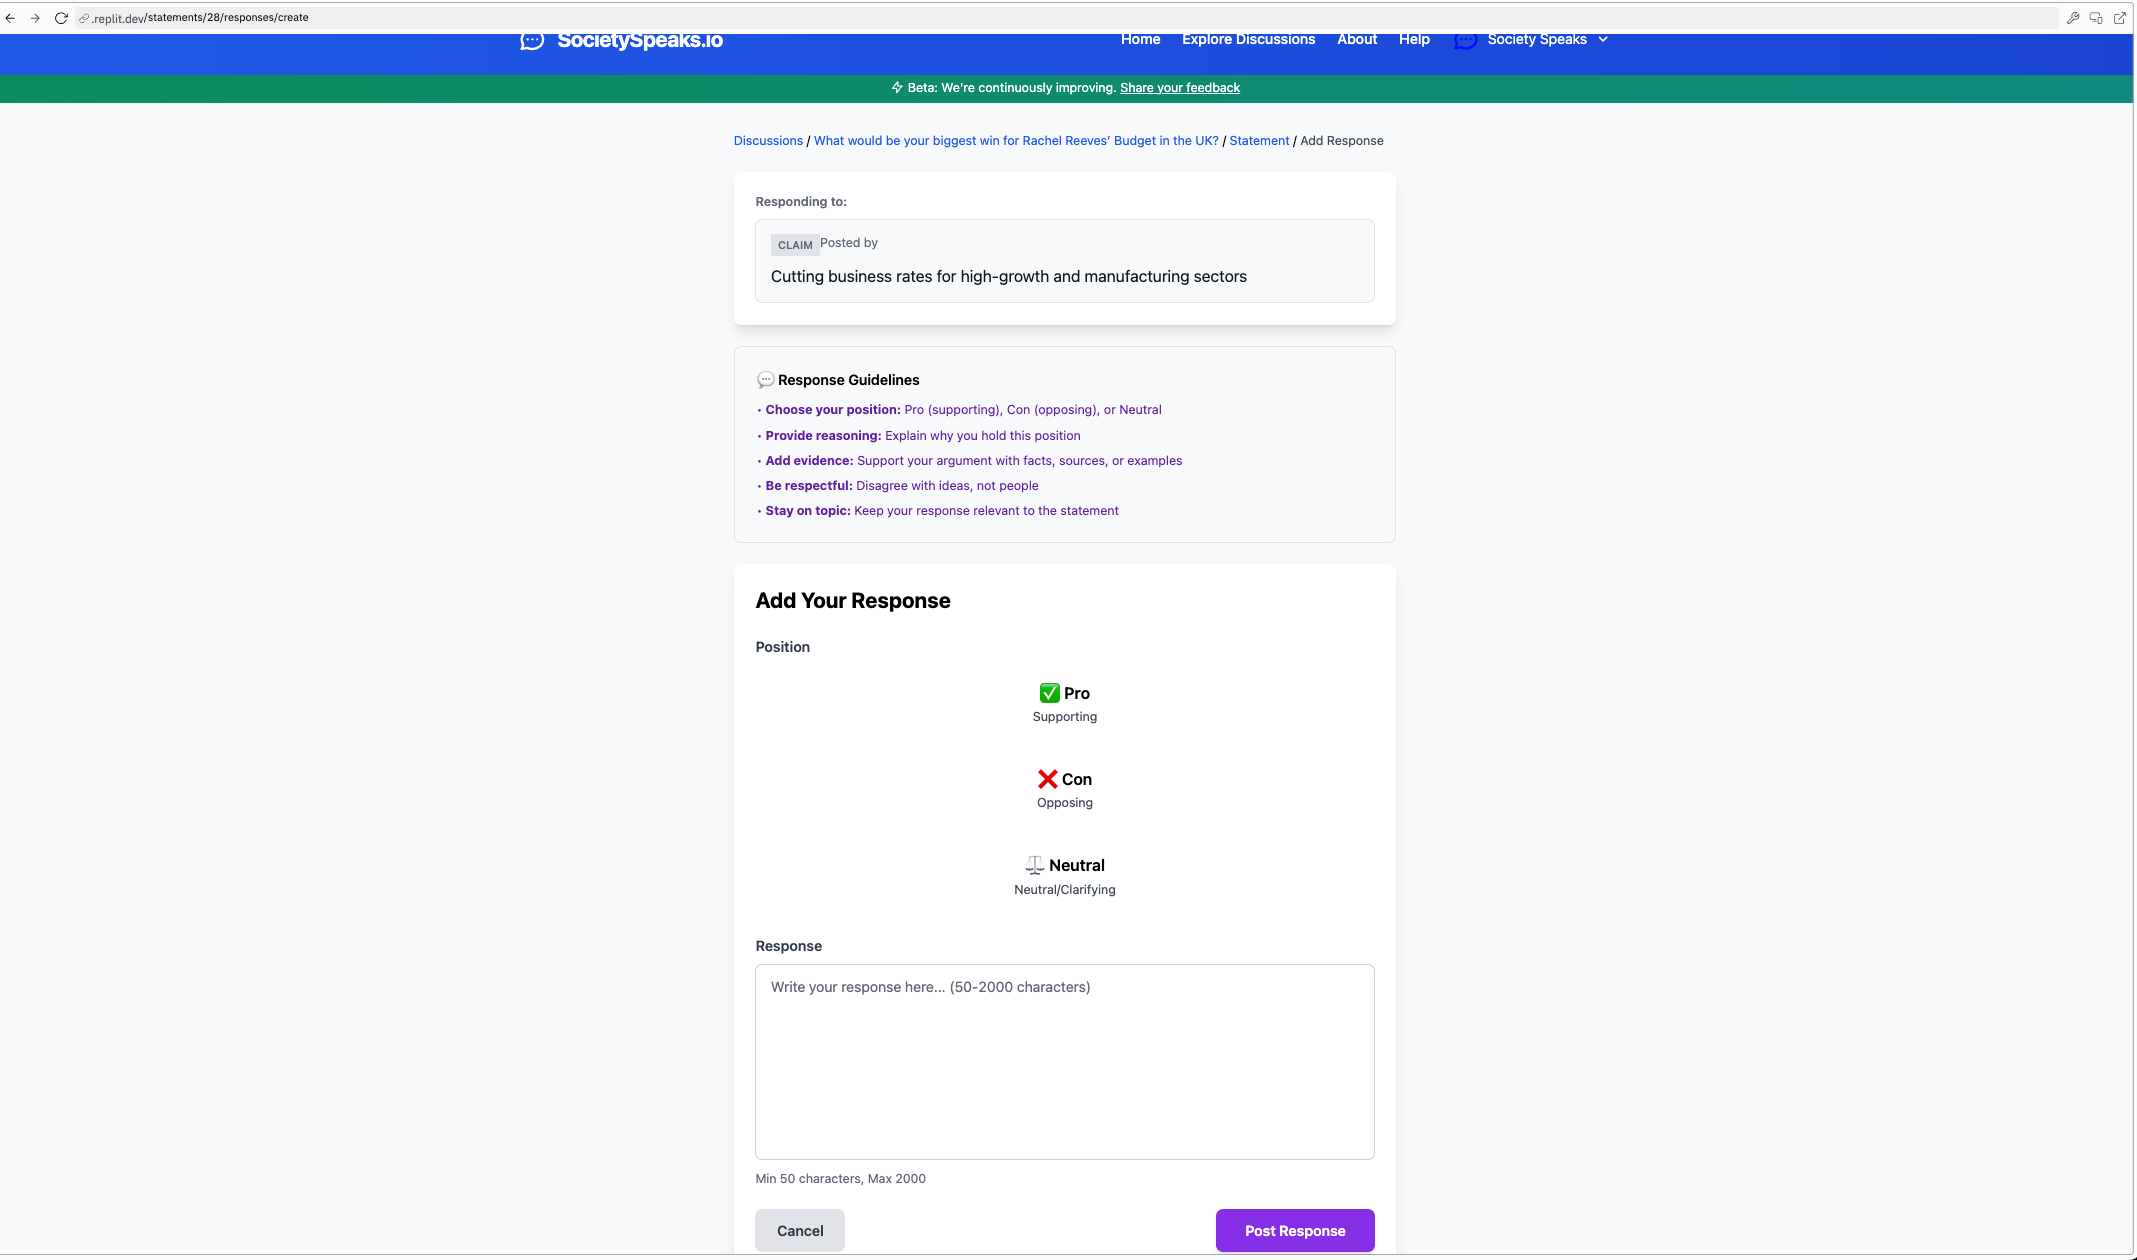 .replit.dev/statements/28/responses/create
SocietySpeaks.io
Home Explore Discussions About Help Society Speaks
Beta: We're continuously improving. Share your feedback
Discussions / What would be your biggest win for Rachel Reeves’ Budget in the UK? / Statement / Add Response
Responding to:
CLAIM Posted by
Cutting business rates for high-growth and manufacturing sectors
Response Guidelines
• Choose your position: Pro (supporting), Con (opposing), or Neutral
• Provide reasoning: Explain why you hold this position
• Add evidence: Support your argument with facts, sources, or examples
• Be respectful: Disagree with ideas, not people
• Stay on topic: Keep your response relevant to the statement
Add Your Response
Position
Pro
Supporting
Con
Opposing
Neutral
Neutral/Clarifying
Response
Write your response here... (50-2000 characters)
Min 50 characters, Max 2000
Cancel Post Response